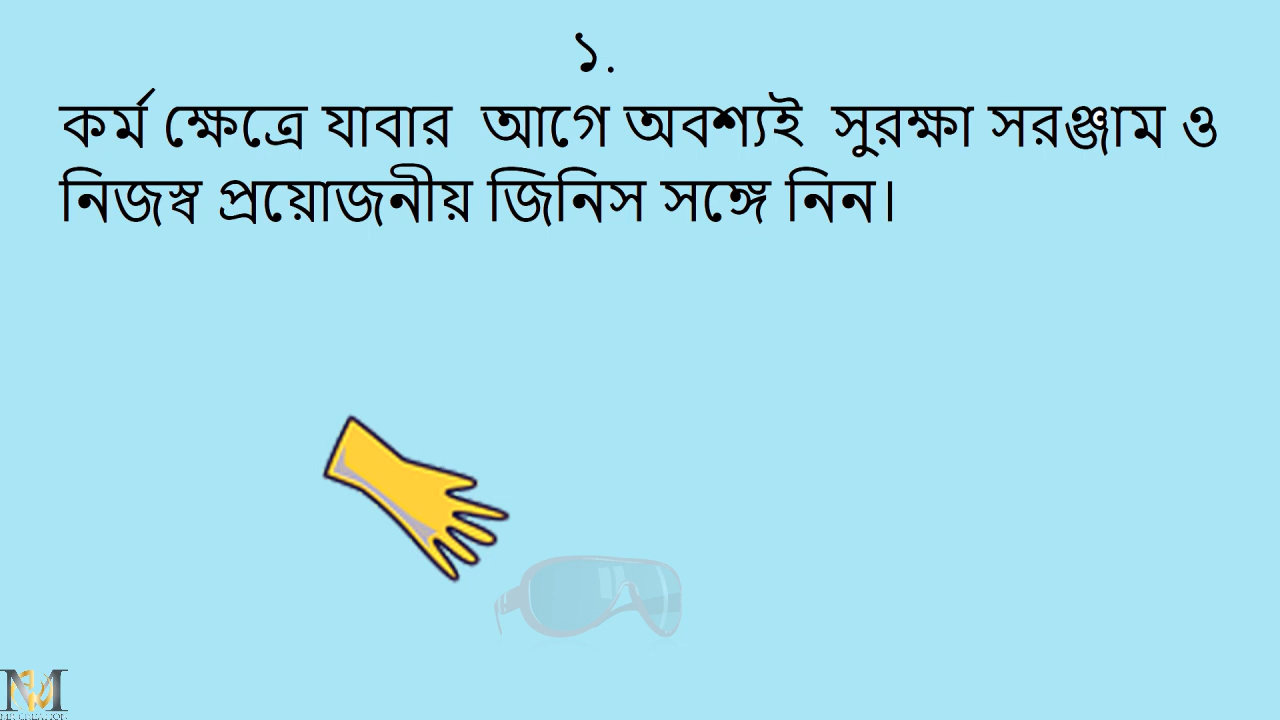 ১.
কর্ম ক্ষেত্রে যাবার আগে অবশ্যই সুরক্ষা সরঞ্জাম ও
নিজস্ব প্রয়োজনীয় জিনিস সঙ্গে নিন।